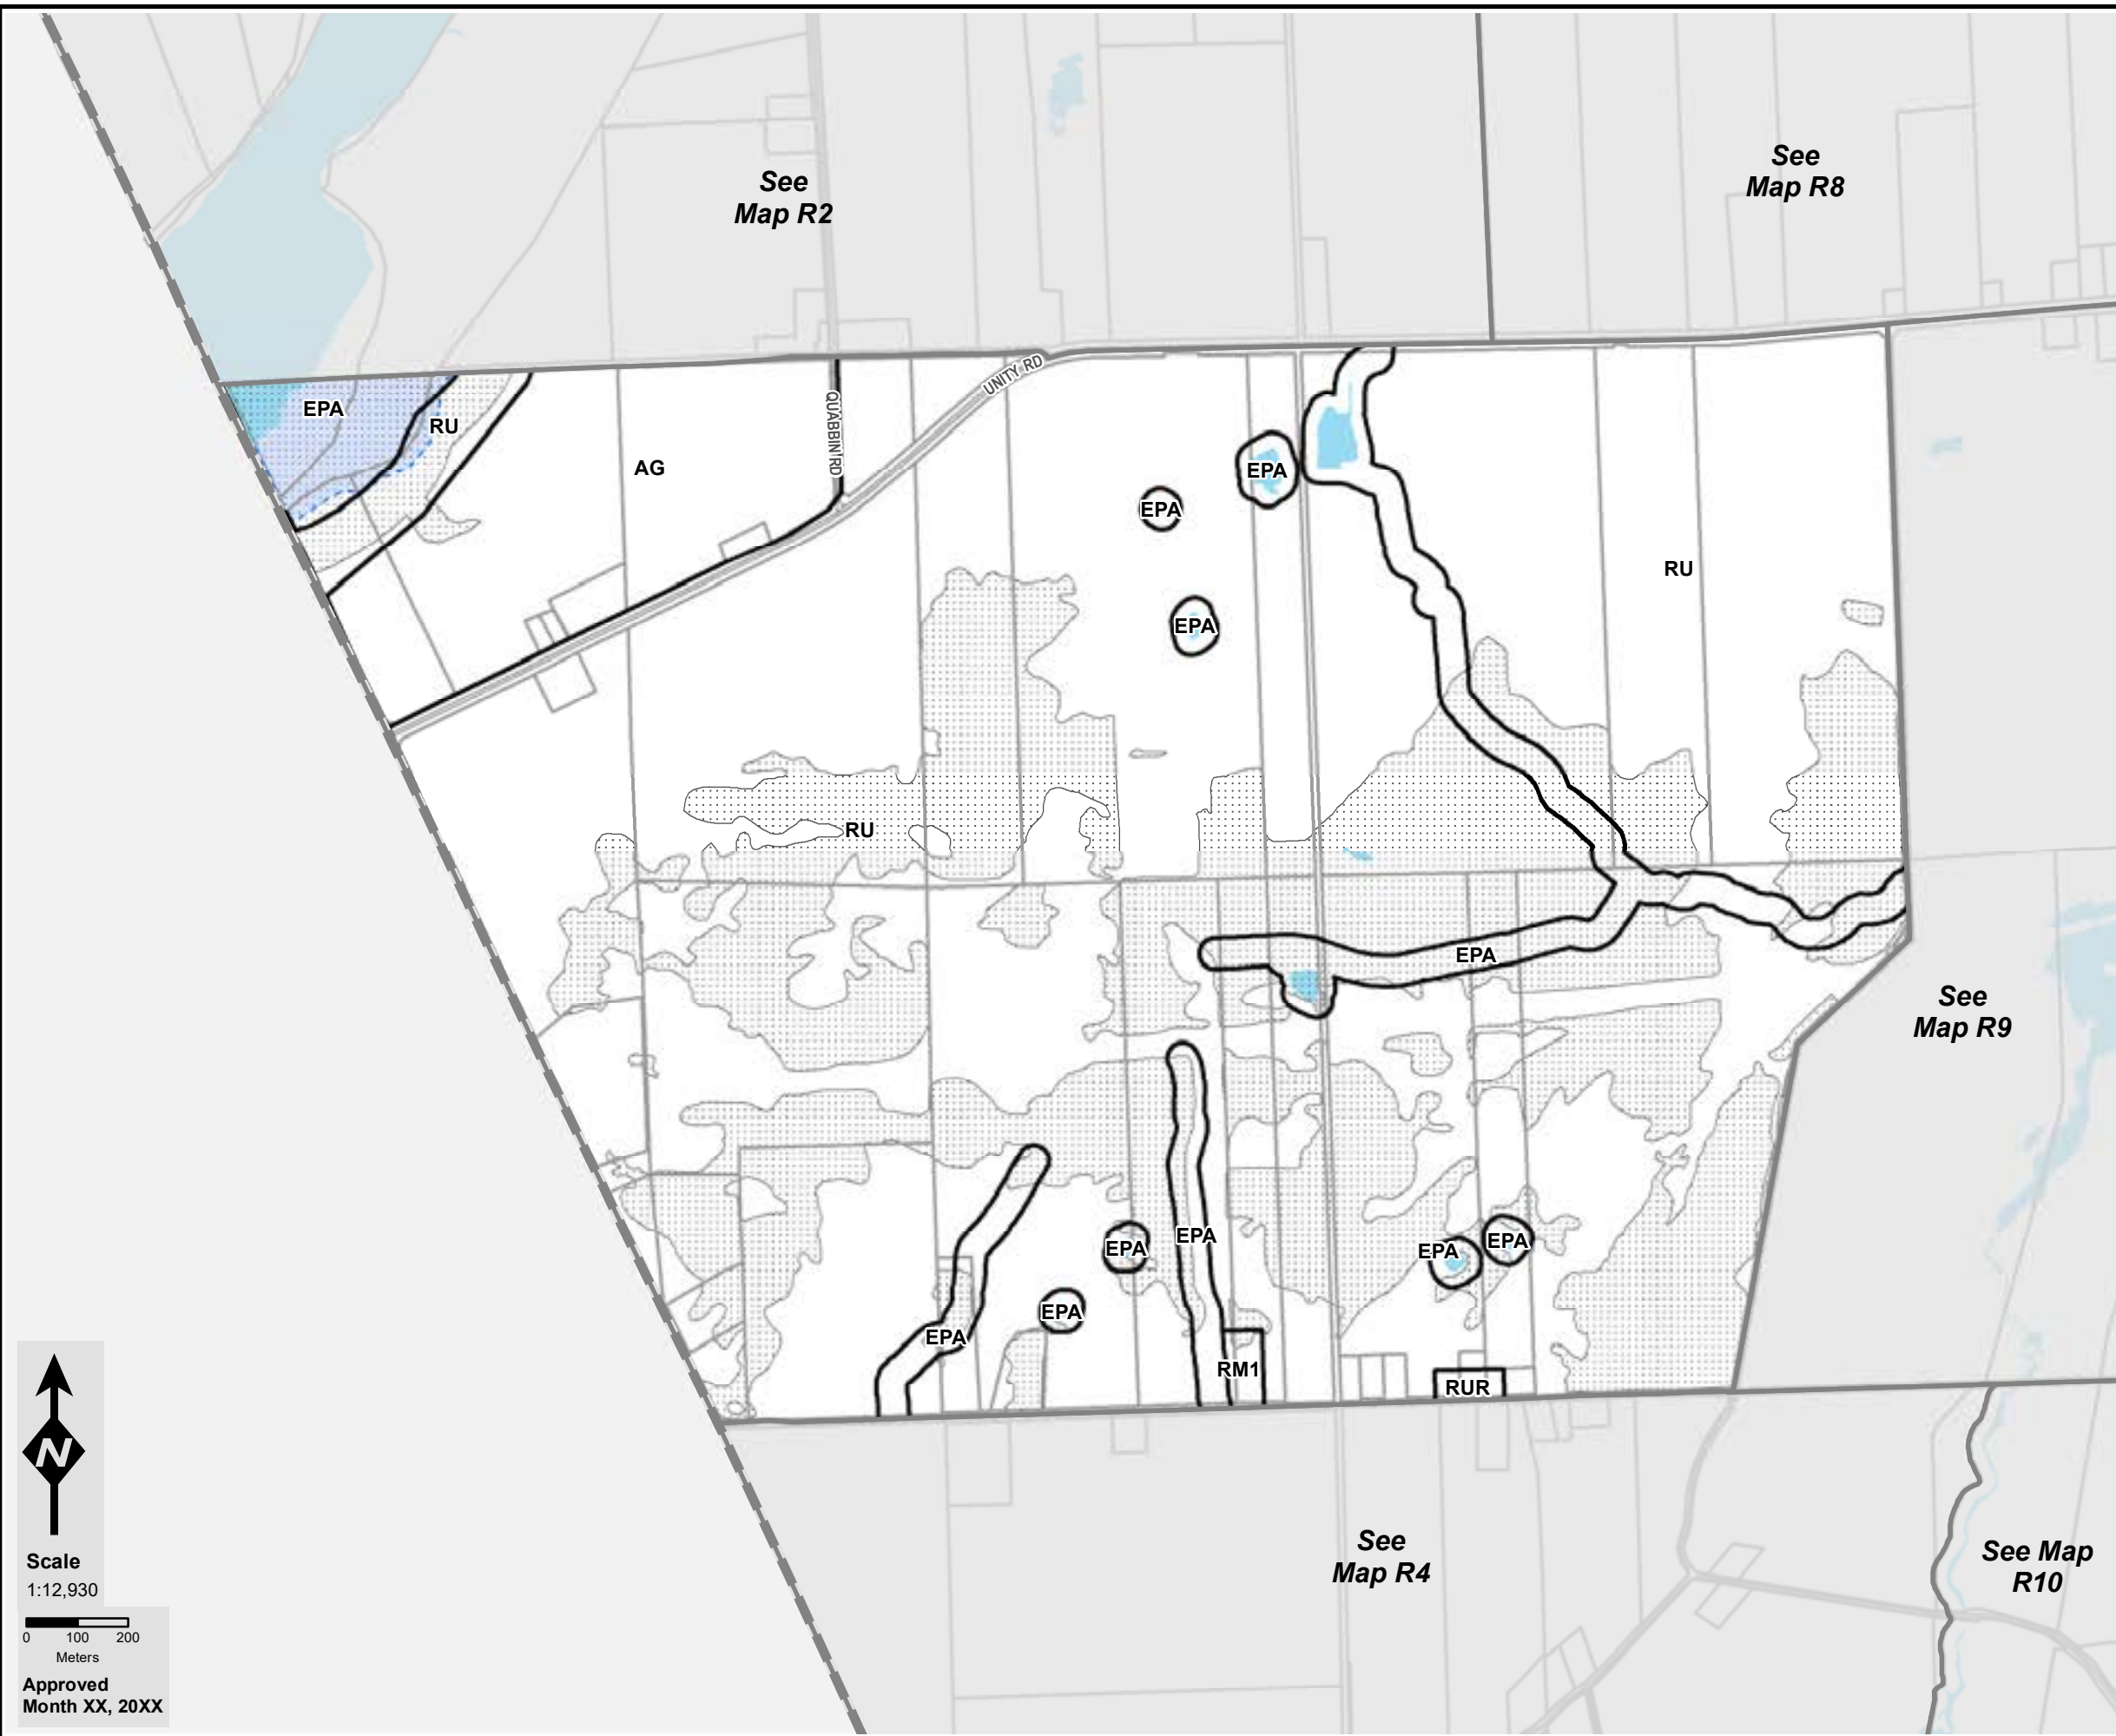 See
Map R2
See
Map R8
UNITY RD
QUABBIN RD
EPA
RU
AG
EPA
EPA
RU
EPA
RU
EPA
See
Map R9
EPA
EPA
EPA
EPA
EPA
EPA
RM1
RUR
N
Scale
1:12,930
0 100 200
Meters
Approved
Month XX, 20XX
See
Map R4
See Map
R10